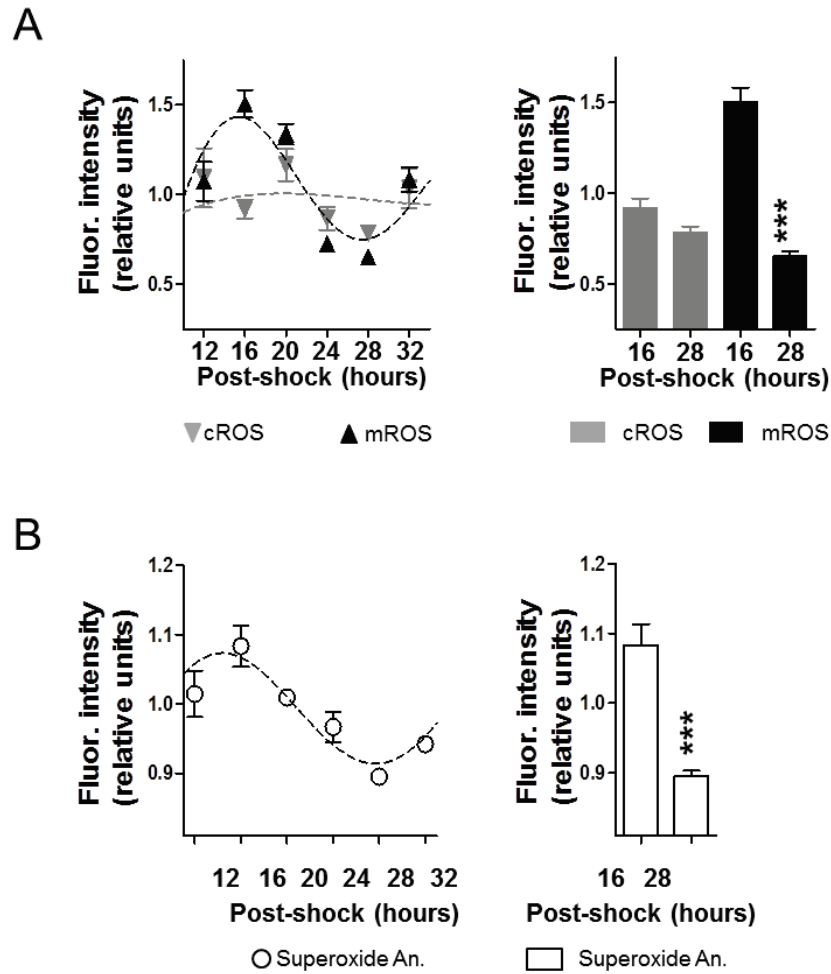 A
Fluor. intensity
(relative units)
1.5
1.0
0.5
12 16 20 24 28 32
Post-shock (hours)
cROS mROS
Fluor. intensity
(relative units)
1.5
1.0
0.5
***
16 28 16 28
Post-shock (hours)
cROS mROS
B
Fluor. intensity
(relative units)
1.2
1.1
1.0
0.9
12 16 20 24 28 32
Post-shock (hours)
Superoxide An.
Fluor. intensity
(relative units)
1.2
1.1
1.0
0.9
***
16 28
Post-shock (hours)
Superoxide An.